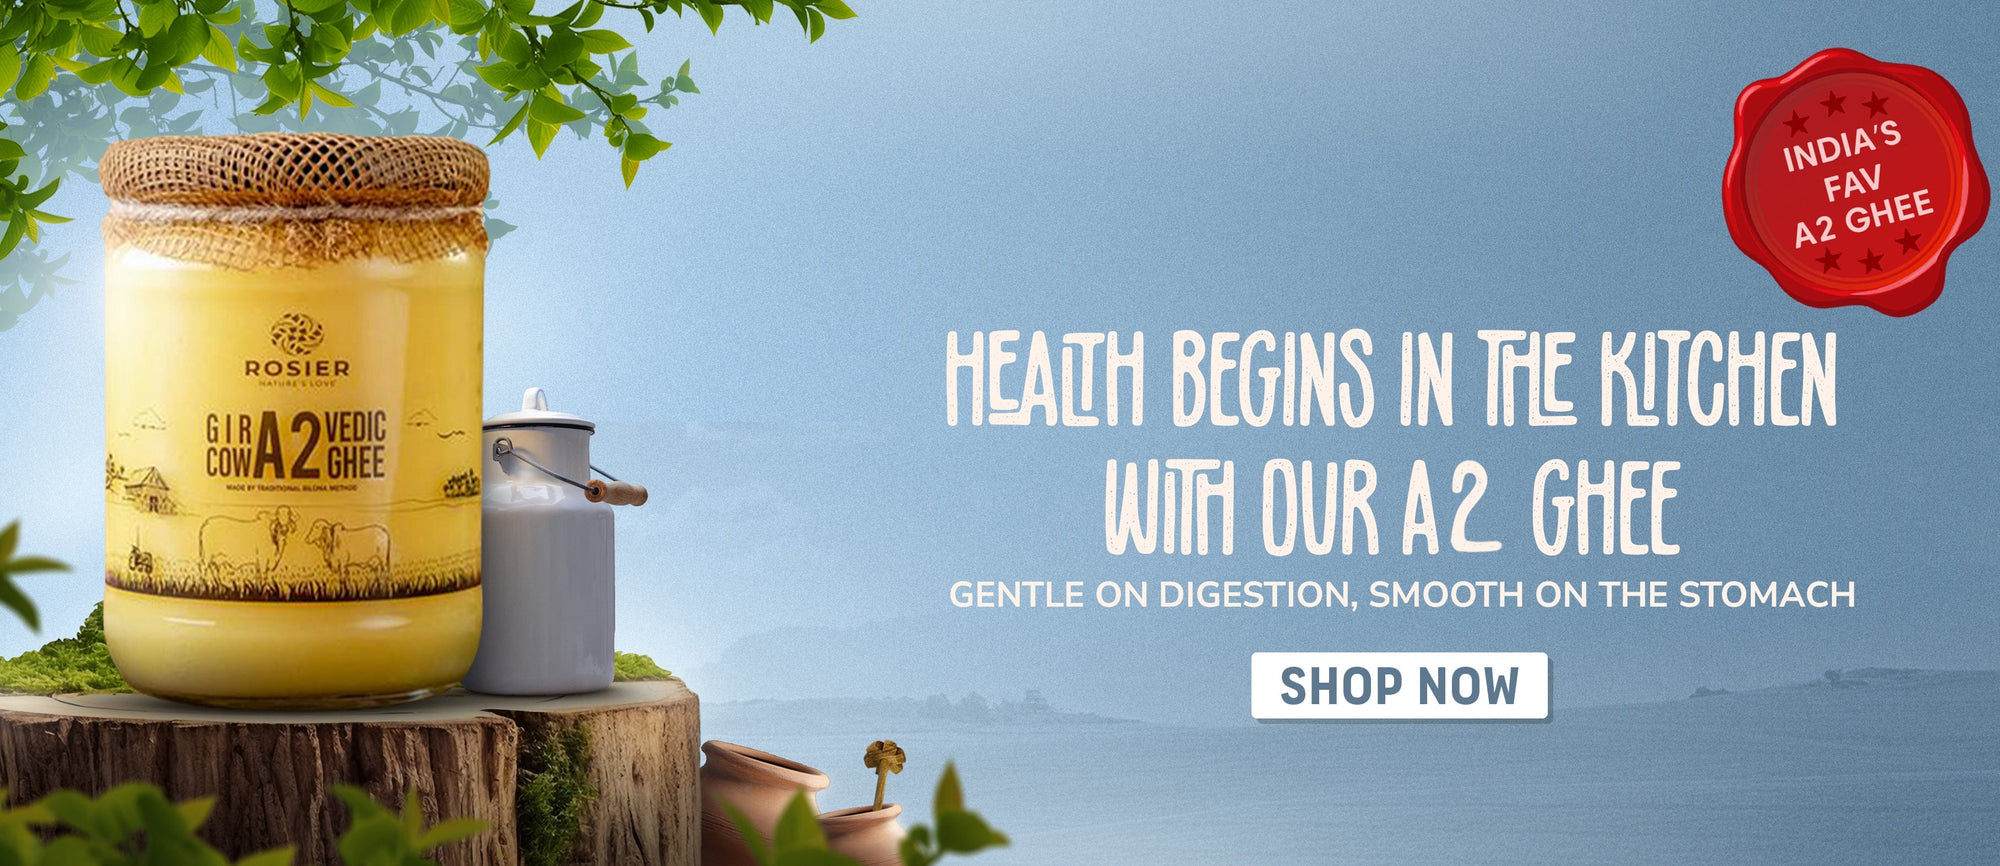 ROSIER
NATURE'S LOVE
GIR COW A2 VEDIC GHEE
MADE BY TRADITIONAL BILONA METHOD
INDIA'S
FAV
A2 GHEE
HEALTH BEGINS IN THE KITCHEN
WITH OUR A2 GHEE
GENTLE ON DIGESTION, SMOOTH ON THE STOMACH
SHOP NOW